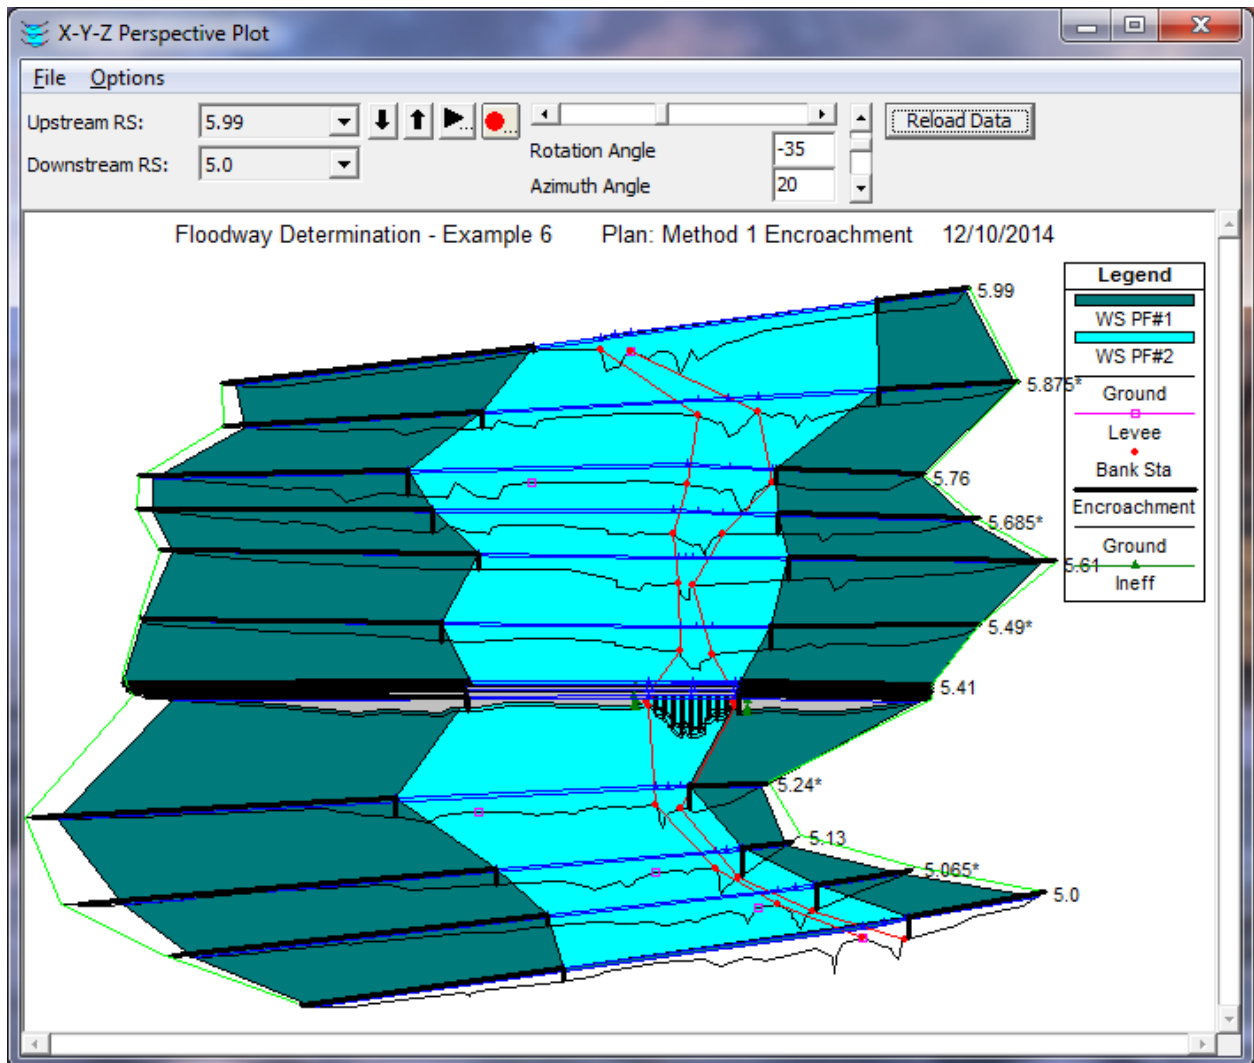 X-Y-Z Perspective Plot
File Options
Upstream RS: 5.99
Reload Data
Downstream RS: 5.0
Rotation Angle -35
Azimuth Angle 20
Floodway Determination - Example 6 Plan: Method 1 Encroachment 12/10/2014
Legend
WS PF#1
WS PF#2
Ground
Levee
Bank Sta
Encroachment
Ground
Ineff
5.99
5.875*
5.76
5.685*
5.61
5.49*
5.41
5.24*
5.13
5.065*
5.0